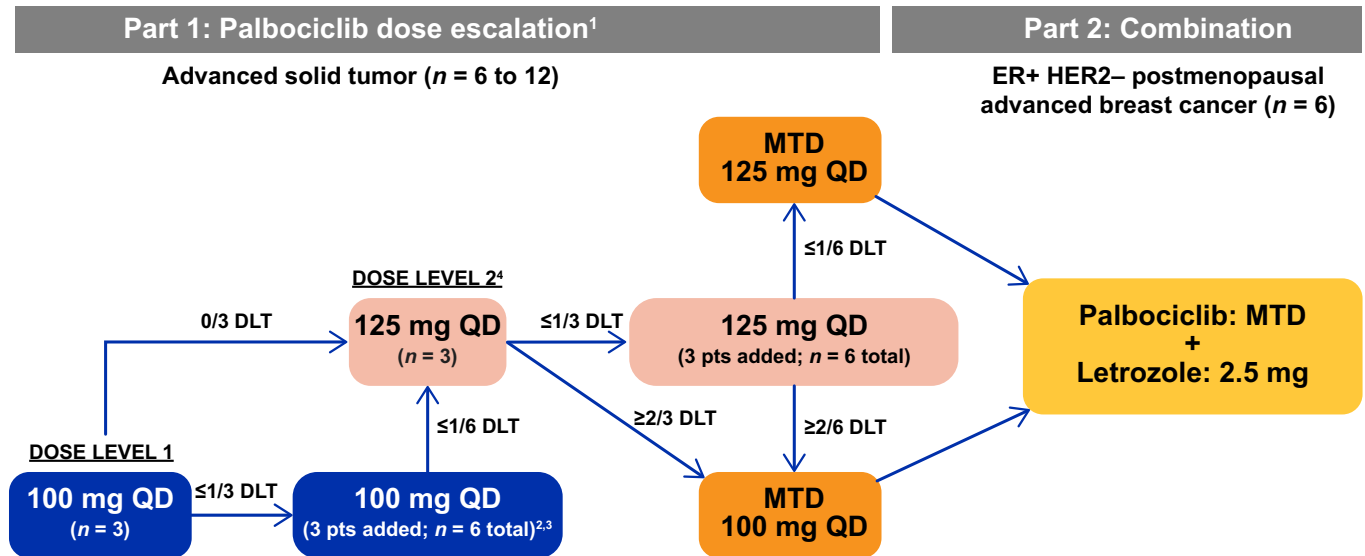 Part 1: Palbociclib dose escalation¹
Part 2: Combination
Advanced solid tumor (n = 6 to 12)
ER+ HER2– postmenopausal
advanced breast cancer (n = 6)
MTD
125 mg QD
≤1/6 DLT
DOSE LEVEL 2⁴
0/3 DLT
125 mg QD
(n = 3)
≤1/3 DLT
125 mg QD
(3 pts added; n = 6 total)
Palbociclib: MTD
+
Letrozole: 2.5 mg
≤1/6 DLT
≥2/3 DLT
≥2/6 DLT
DOSE LEVEL 1
100 mg QD
(n = 3)
≤1/3 DLT
100 mg QD
(3 pts added; n = 6 total)²,³
MTD
100 mg QD